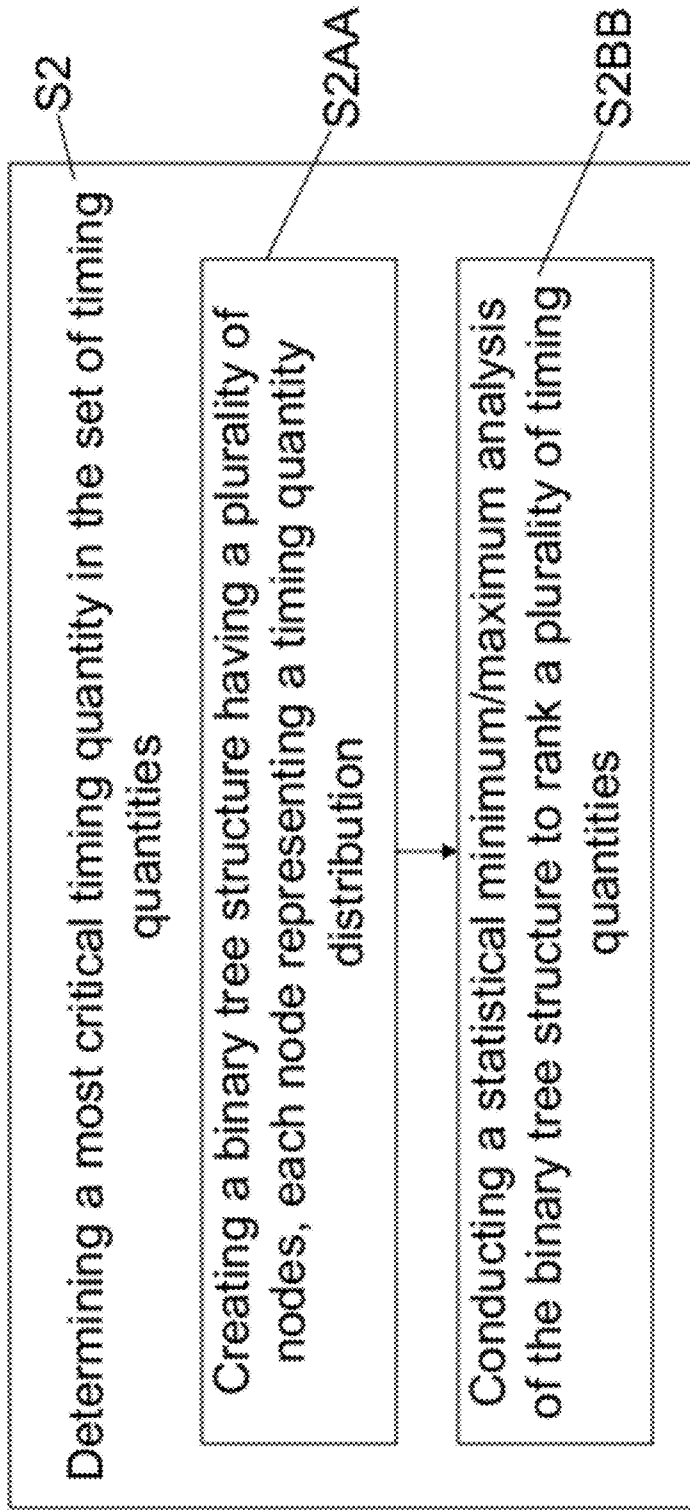 Determining a most critical timing quantity in the set of timing
quantities
S2
Creating a binary tree structure having a plurality of
nodes, each node representing a timing quantity
distribution
S2AA
Conducting a statistical minimum/maximum analysis
of the binary tree structure to rank a plurality of timing
quantities
S2BB